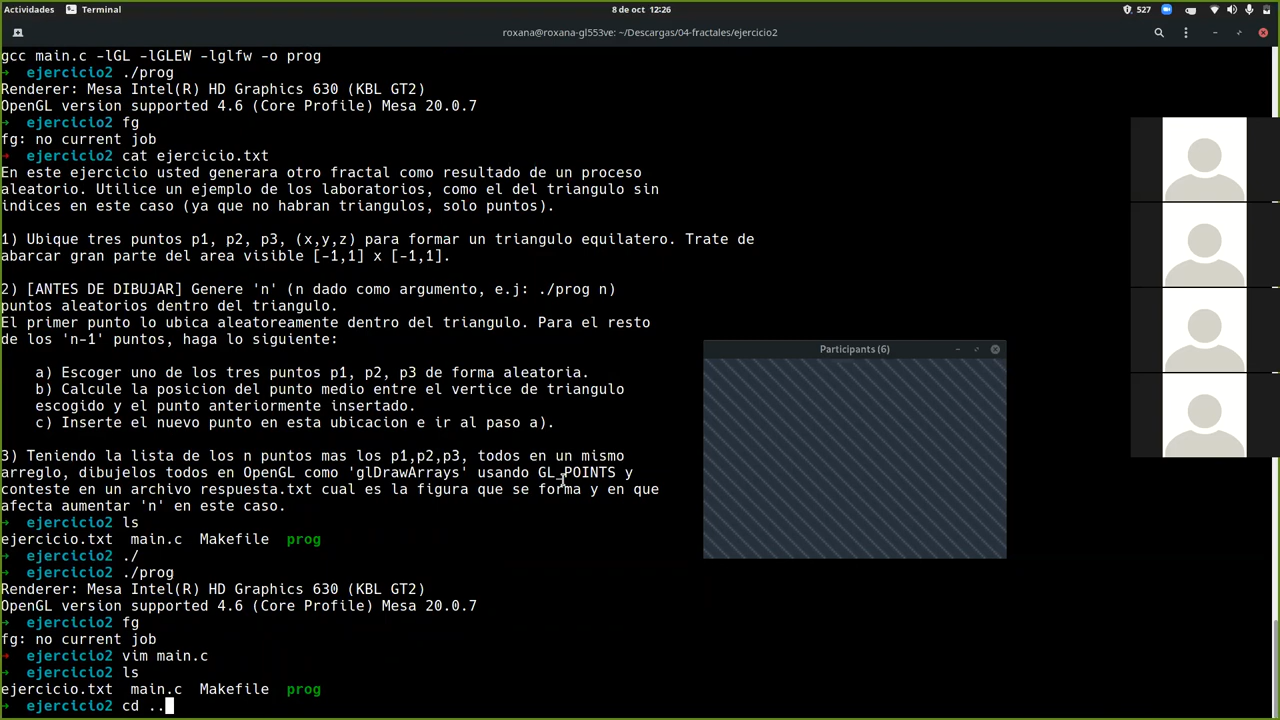 Actividades Terminal 8 de oct 12:26 527
roxana@roxana-gl553ve: ~/Descargas/04-fractales/ejercicio2
gcc main.c -lGL -lGLEW -lglfw -o prog
→ ejercicio2 ./prog
Renderer: Mesa Intel(R) HD Graphics 630 (KBL GT2)
OpenGL version supported 4.6 (Core Profile) Mesa 20.0.7
→ ejercicio2 fg
fg: no current job
→ ejercicio2 cat ejercicio.txt
En este ejercicio usted generara otro fractal como resultado de un proceso
aleatorio. Utilice un ejemplo de los laboratorios, como el del triangulo sin
indices en este caso (ya que no habran triangulos, solo puntos).
1) Ubique tres puntos p1, p2, p3, (x,y,z) para formar un triangulo equilatero. Trate de
abarcar gran parte del area visible [-1,1] x [-1,1].
2) [ANTES DE DIBUJAR] Genere 'n' (n dado como argumento, e.j: ./prog n)
puntos aleatorios dentro del triangulo.
El primer punto lo ubica aleatoreamente dentro del triangulo. Para el resto
de los 'n-1' puntos, haga lo siguiente:
a) Escoger uno de los tres puntos p1, p2, p3 de forma aleatoria.
b) Calcule la posicion del punto medio entre el vertice de triangulo
escogido y el punto anteriormente insertado.
c) Inserte el nuevo punto en esta ubicacion e ir al paso a).
3) Teniendo la lista de los n puntos mas los p1,p2,p3, todos en un mismo
arreglo, dibujelos todos en OpenGL como 'glDrawArrays' usando GL_POINTS y
conteste en un archivo respuesta.txt cual es la figura que se forma y en que
afecta aumentar 'n' en este caso.
→ ejercicio2 ls
ejercicio.txt main.c Makefile prog
→ ejercicio2 ./
→ ejercicio2 ./prog
Renderer: Mesa Intel(R) HD Graphics 630 (KBL GT2)
OpenGL version supported 4.6 (Core Profile) Mesa 20.0.7
→ ejercicio2 fg
fg: no current job
→ ejercicio2 vim main.c
→ ejercicio2 ls
ejercicio.txt main.c Makefile prog
→ ejercicio2 cd ..
Participants (6)